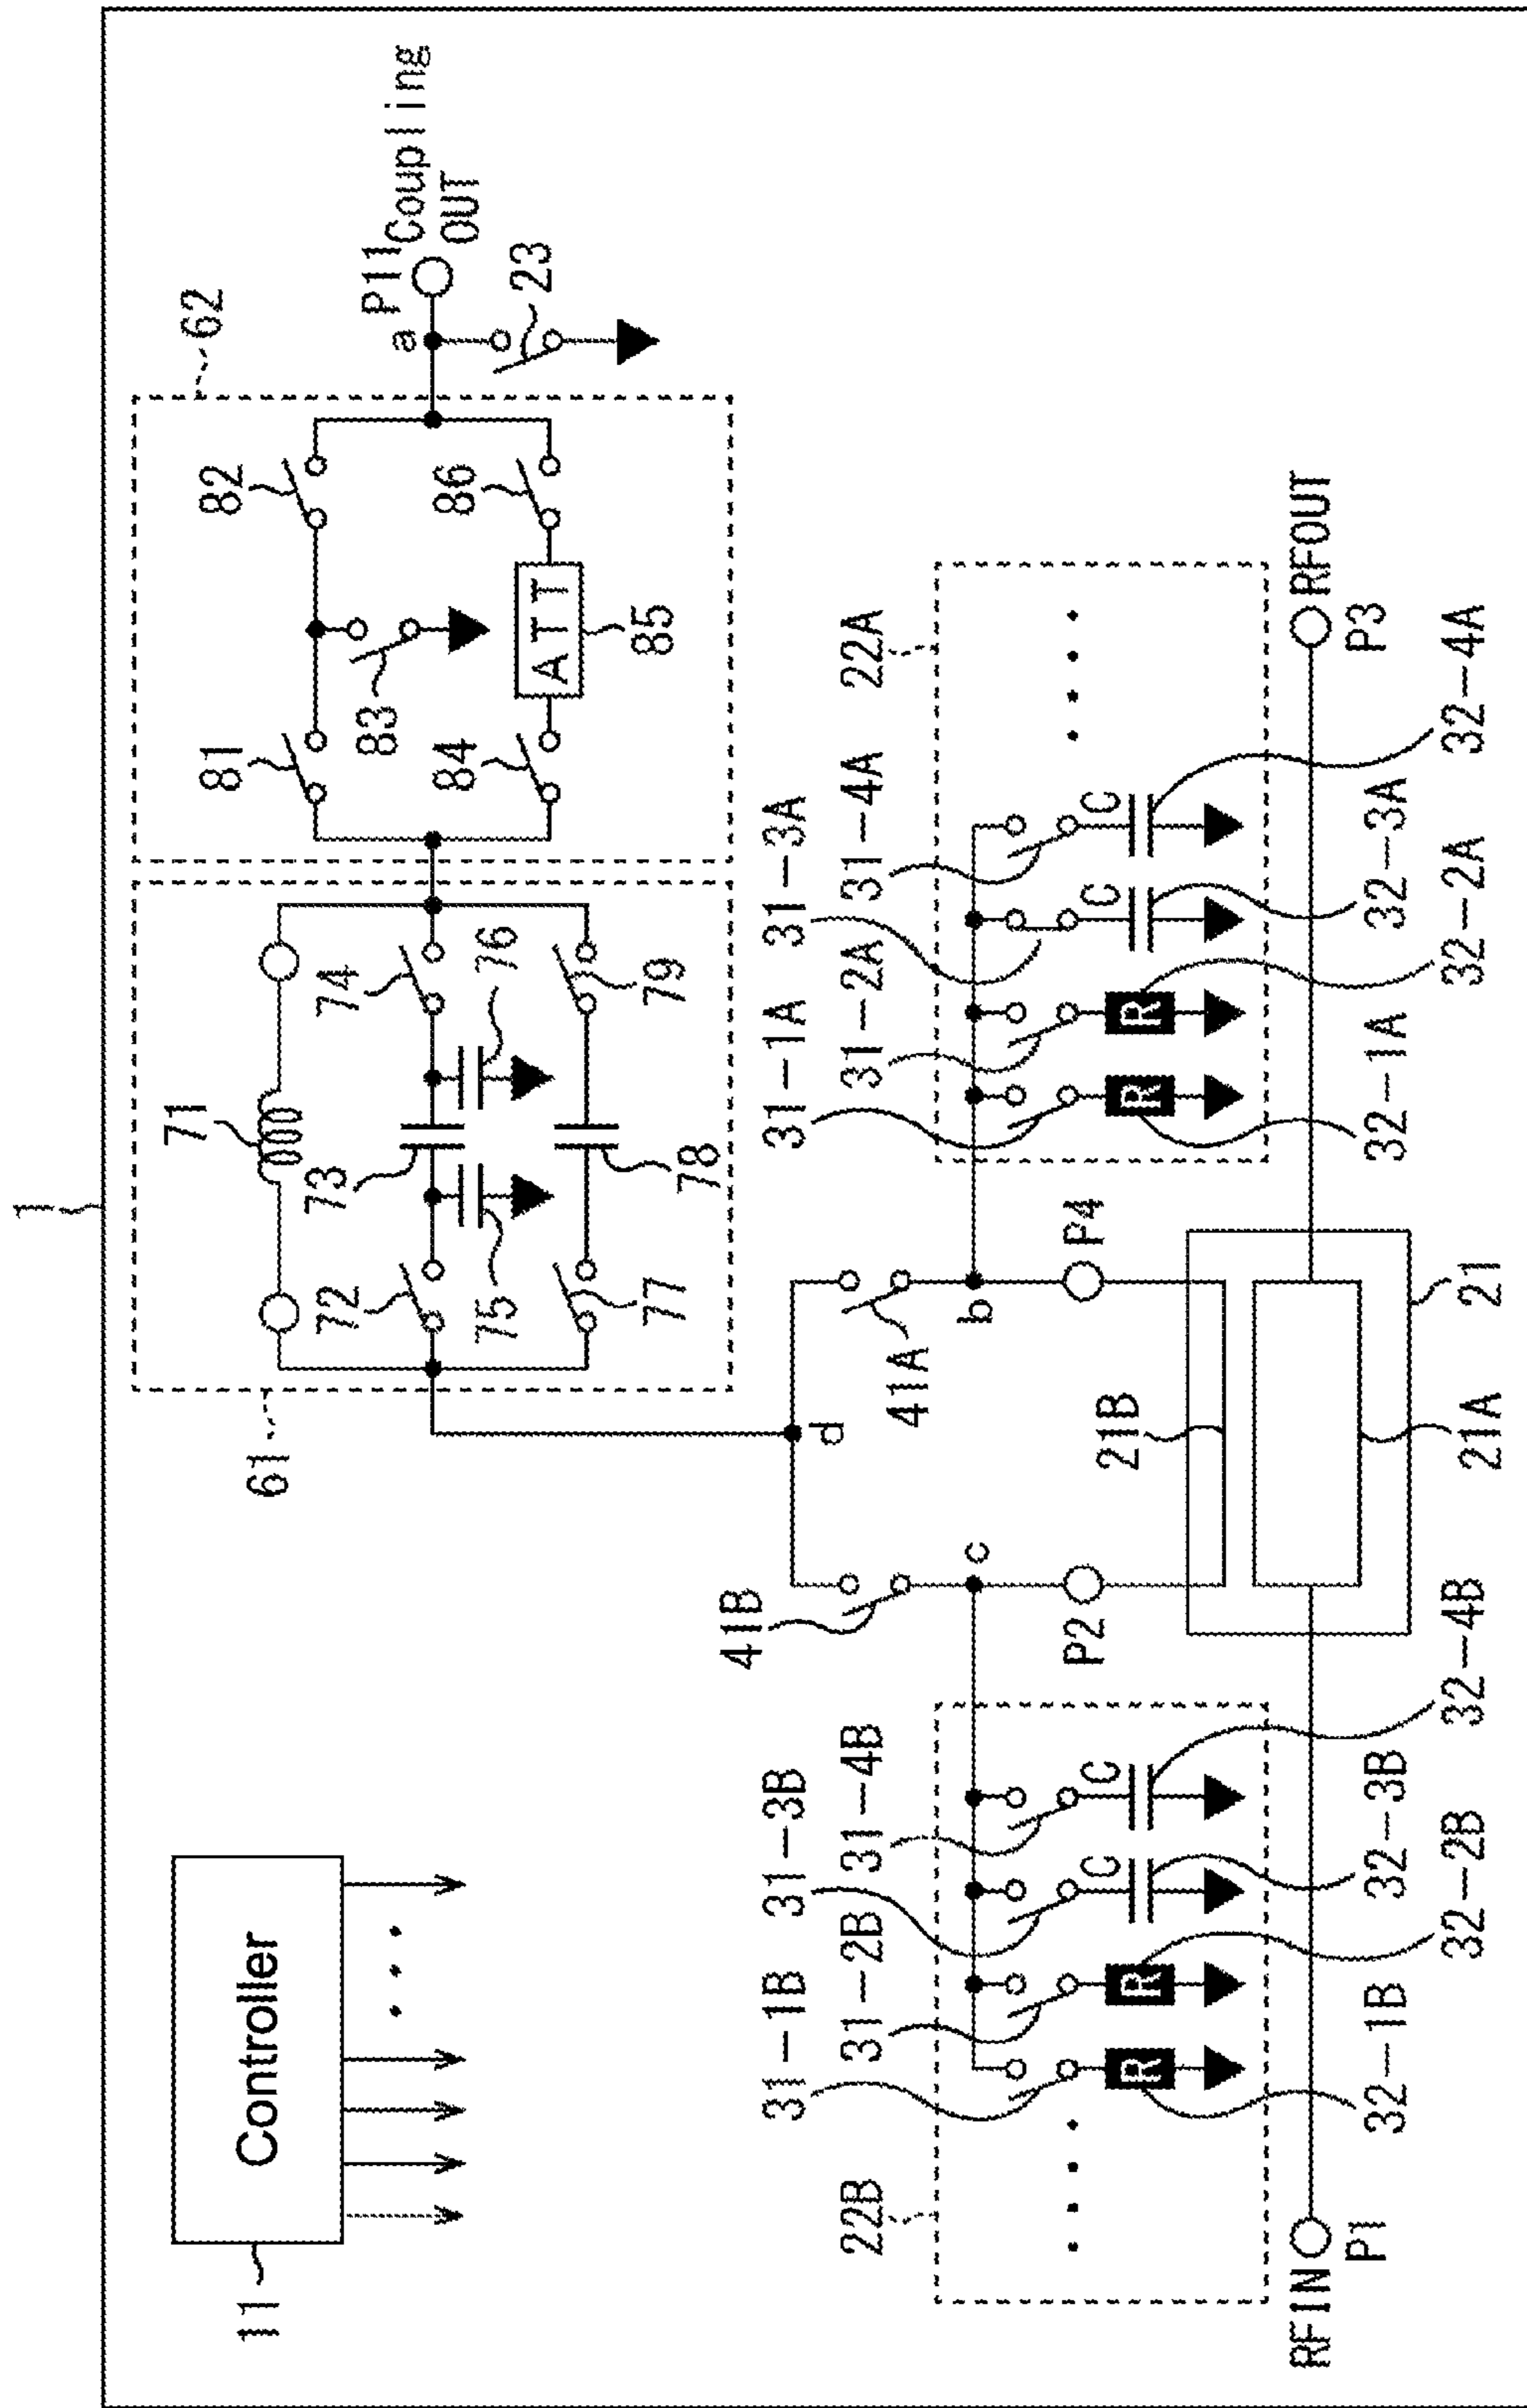 1
11
Controller
61
71
72
73
74
75
76
77
78
79
62
81
82
83
84
ATT
85
86
a
P11
Coupling
OUT
23
d
41B
41A
c
b
P2
P4
22B
31-1B
31-2B
31-3B
31-4B
R
R
C
C
32-1B
32-2B
32-3B
32-4B
22A
31-1A
31-2A
31-3A
31-4A
R
R
C
C
32-1A
32-2A
32-3A
32-4A
21B
21A
21
RFIN
P1
RFOUT
P3